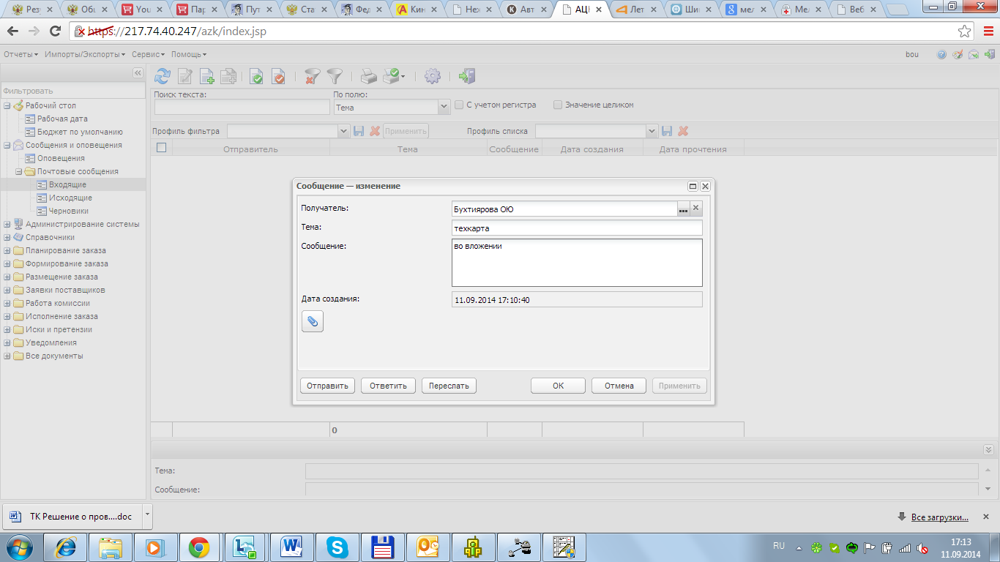 Рез
Об
You
Пар
Пут
Ста
Фед
Кин
Нех
Авт
АЦ
Лет
Ши
мел
Ме
Веб
https://217.74.40.247/azk/index.jsp
Отчеты Импорты/Экспорты Сервис Помощь
bou
Фильтровать
Рабочий стол
Рабочая дата
Бюджет по умолчанию
Сообщения и оповещения
Оповещения
Почтовые сообщения
Входящие
Исходящие
Черновики
Администрирование системы
Справочники
Планирование заказа
Формирование заказа
Размещение заказа
Заявки поставщиков
Работа комиссии
Исполнение заказа
Иски и претензии
Уведомления
Все документы
Поиск текста:
По полю:
Тема
С учетом регистра
Значение целиком
Профиль фильтра
Применить
Профиль списка
Отправитель
Тема
Сообщение
Дата создания
Дата прочтения
Сообщение — изменение
Получатель:
Бухтиярова ОЮ
Тема:
техкарта
Сообщение:
во вложении
Дата создания:
11.09.2014 17:10:40
Отправить
Ответить
Переслать
ОК
Отмена
Применить
0
Тема:
Сообщение:
ТК Решение о пров....doc
Все загрузки...
RU
17:13
11.09.2014